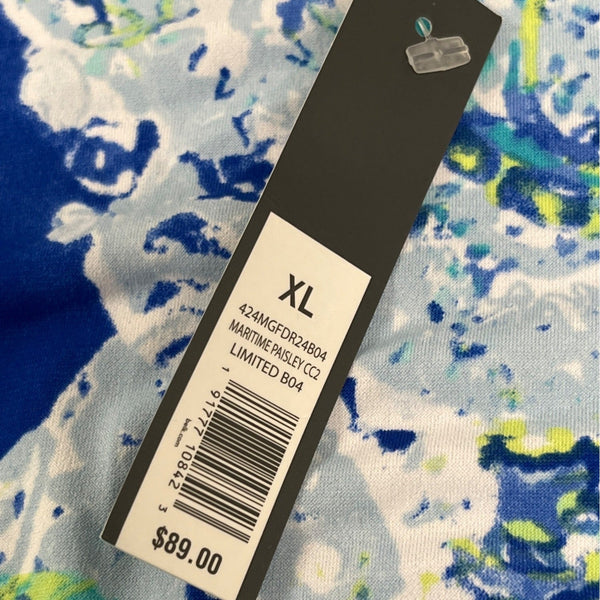 XL
424MGFDR24B04
MARITIME PAISLEY CC2
LIMITED B04
1 91777 10842 3
$89.00